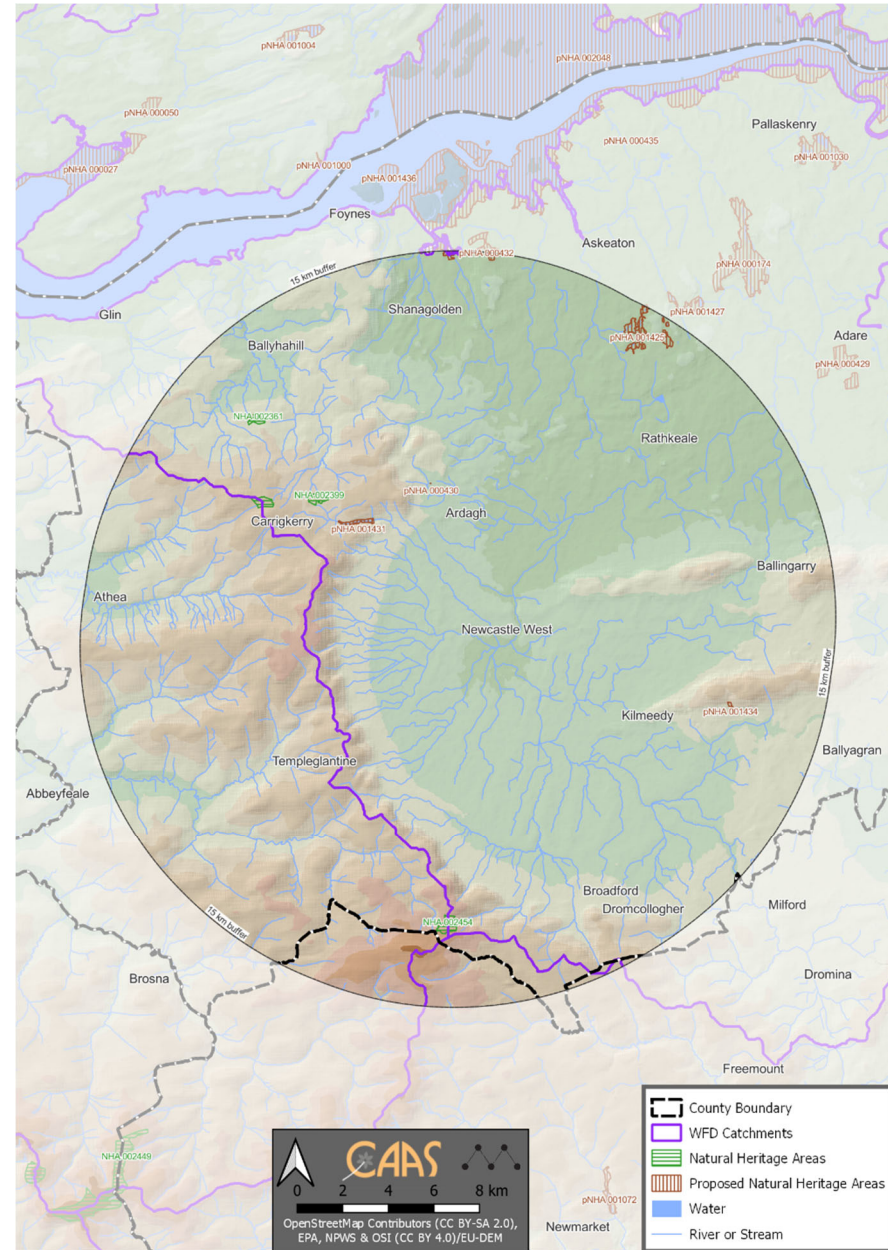 pNHA 001004
pNHA 002048
pNHA 000050
Pallaskenry
pNHA 000435
pNHA 001030
pNHA 000027
pNHA 001000
pNHA 001436
Foynes
Askeaton
pNHA 000432
pNHA 000174
15 km buffer
Glin
Shanagolden
pNHA 001427
pNHA 001425
Adare
Ballyhahill
pNHA 000429
NHA 002361
Rathkeale
pNHA 000430
NHA 002399
Ardagh
Carrigkerry
pNHA 001431
Ballingarry
Athea
Newcastle West
15 km buffer
Kilmeedy
pNHA 001434
Ballyagran
Templeglantine
Abbeyfeale
Broadford
Dromcollogher
Milford
15 km buffer
NHA 002454
Brosna
Dromina
Freemount
NHA 002449
pNHA 001072
Newmarket
CAAS
0 2 4 6 8 km
OpenStreetMap Contributors (CC BY-SA 2.0),
EPA, NPWS & OSI (CC BY 4.0)/EU-DEM
County Boundary
WFD Catchments
Natural Heritage Areas
Proposed Natural Heritage Areas
Water
River or Stream